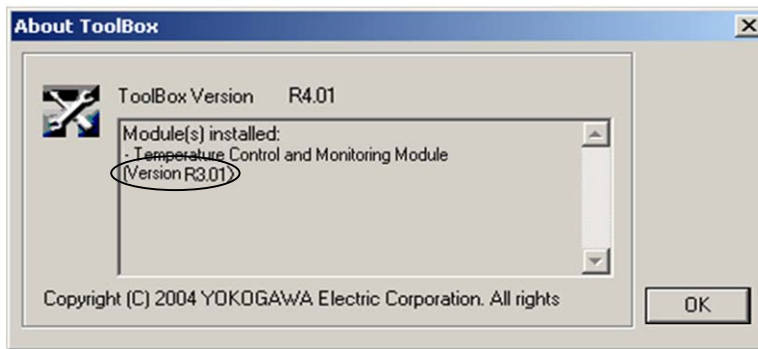 About ToolBox
ToolBox Version R4.01
Module(s) installed:
- Temperature Control and Monitoring Module
(Version R3.01)
Copyright (C) 2004 YOKOGAWA Electric Corporation. All rights
OK